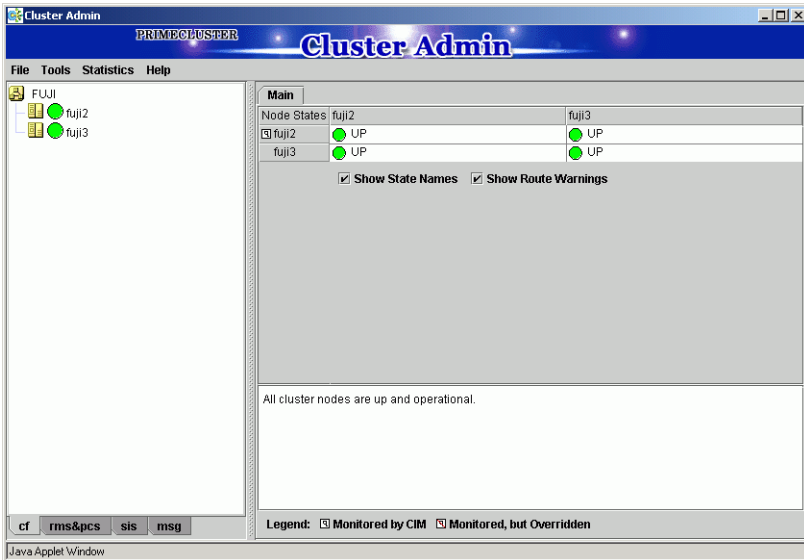 Cluster Admin
PRIMECLUSTER
Cluster Admin
File Tools Statistics Help
FUJI
fuji2
fuji3
Main
Node States fuji2 fuji3
fuji2 UP UP
fuji3 UP UP
Show State Names Show Route Warnings
All cluster nodes are up and operational.
Legend: Monitored by CIM Monitored, but Overridden
cf rms&pcs sis msg
Java Applet Window